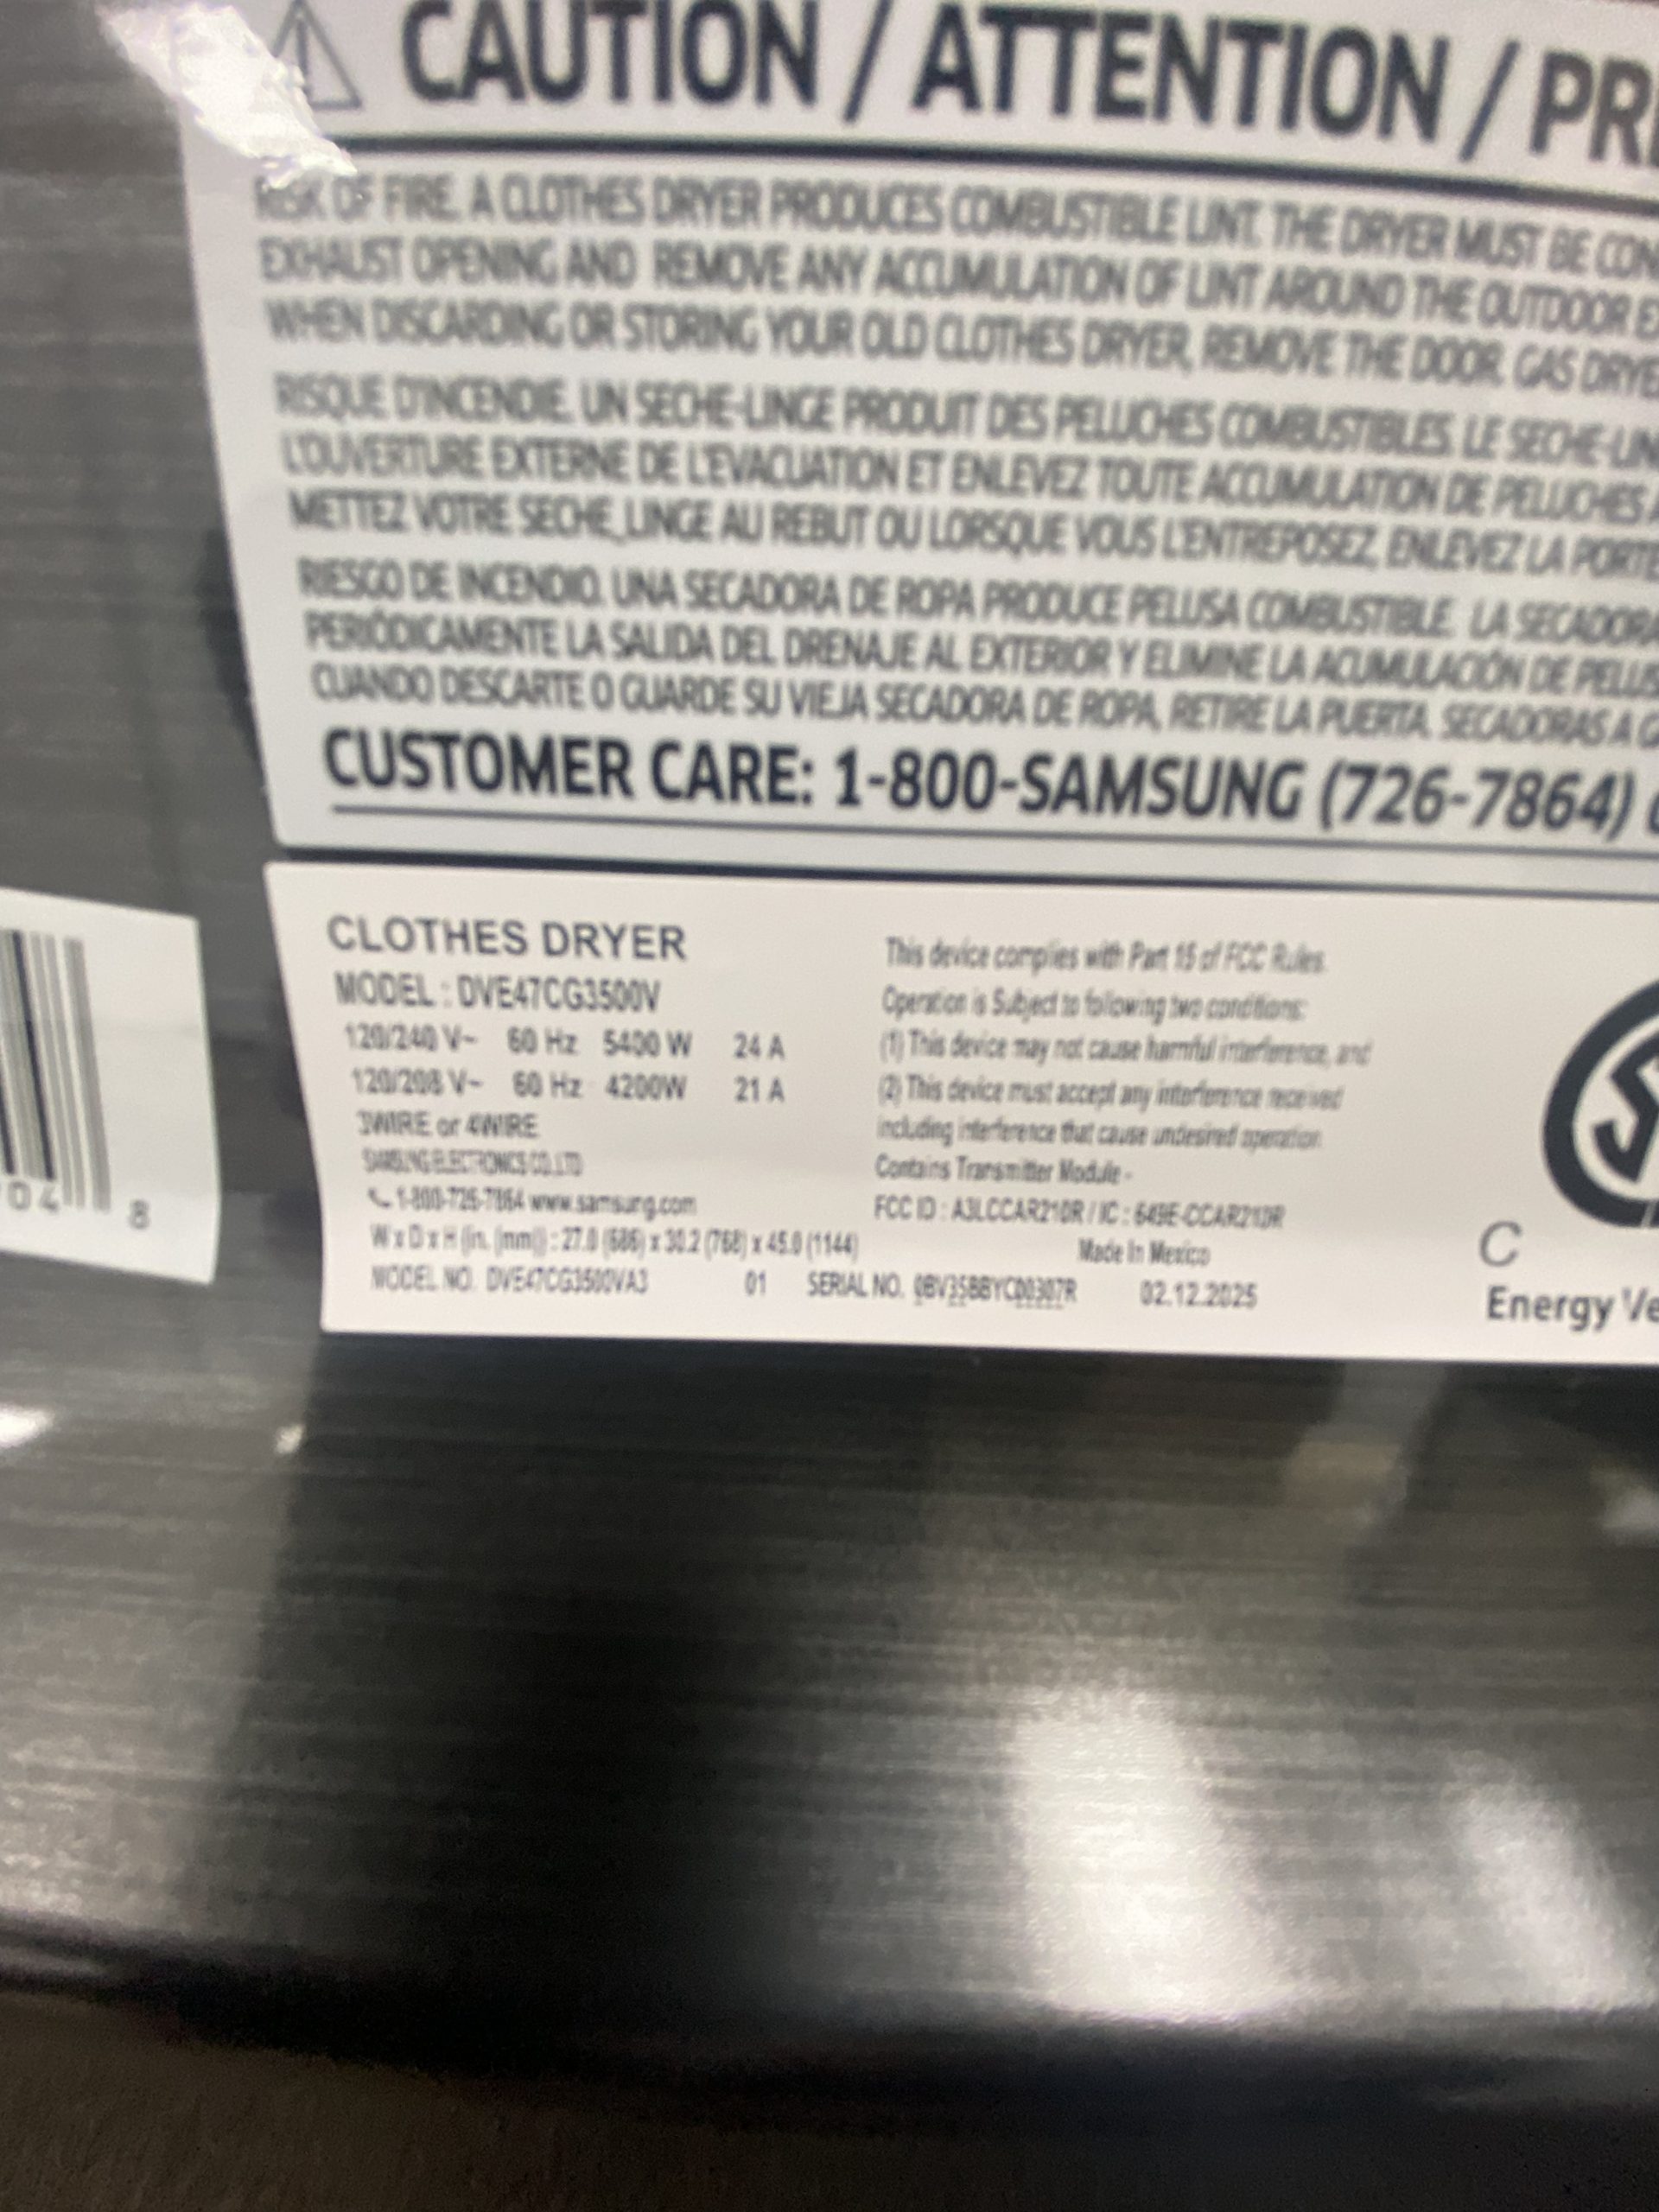 CAUTION / ATTENTION / PR
RISK OF FIRE. A CLOTHES DRYER PRODUCES COMBUSTIBLE LINT. THE DRYER MUST BE CON
EXHAUST OPENING AND REMOVE ANY ACCUMULATION OF LINT AROUND THE OUTDOOR E
WHEN DISCARDING OR STORING YOUR OLD CLOTHES DRYER, REMOVE THE DOOR. GAS DRYE
RISQUE D'INCENDIE. UN SECHE-LINGE PRODUIT DES PELUCHES COMBUSTIBLES. LE SECHE-LIN
L'OUVERTURE EXTERNE DE L'EVACUATION ET ENLEVEZ TOUTE ACCUMULATION DE PELUCHES A
METTEZ VOTRE SECHE_LINGE AU REBUT OU LORSQUE VOUS L'ENTREPOSEZ, ENLEVEZ LA PORTE
RIESGO DE INCENDIO. UNA SECADORA DE ROPA PRODUCE PELUSA COMBUSTIBLE. LA SECADORA
PERIÓDICAMENTE LA SALIDA DEL DRENAJE AL EXTERIOR Y ELIMINE LA ACUMULACIÓN DE PELUS
CUANDO DESCARTE O GUARDE SU VIEJA SECADORA DE ROPA, RETIRE LA PUERTA. SECADORAS A G
CUSTOMER CARE: 1-800-SAMSUNG (726-7864)
CLOTHES DRYER
MODEL : DVE47CG3500V
120/240 V~ 60 Hz 5400 W 24 A
120/208 V~ 60 Hz 4200W 21 A
3WIRE or 4WIRE
SAMSUNG ELECTRONICS CO.,LTD
1-800-726-7864 www.samsung.com
W x D x H (in. (mm)) : 27.0 (686) x 30.2 (768) x 45.0 (1144)
MODEL NO. DVE47CG3500VA3 01 SERIAL NO. 0BV35BBYC00307R 02.12.2025
This device complies with Part 15 of FCC Rules.
Operation is Subject to following two conditions:
(1) This device may not cause harmful interference, and
(2) This device must accept any interference received
including interference that cause undesired operation.
Contains Transmitter Module -
FCC ID : A3LCCAR210R / IC : 649E-CCAR210R
Made In Mexico
C
Energy Ve
04 8